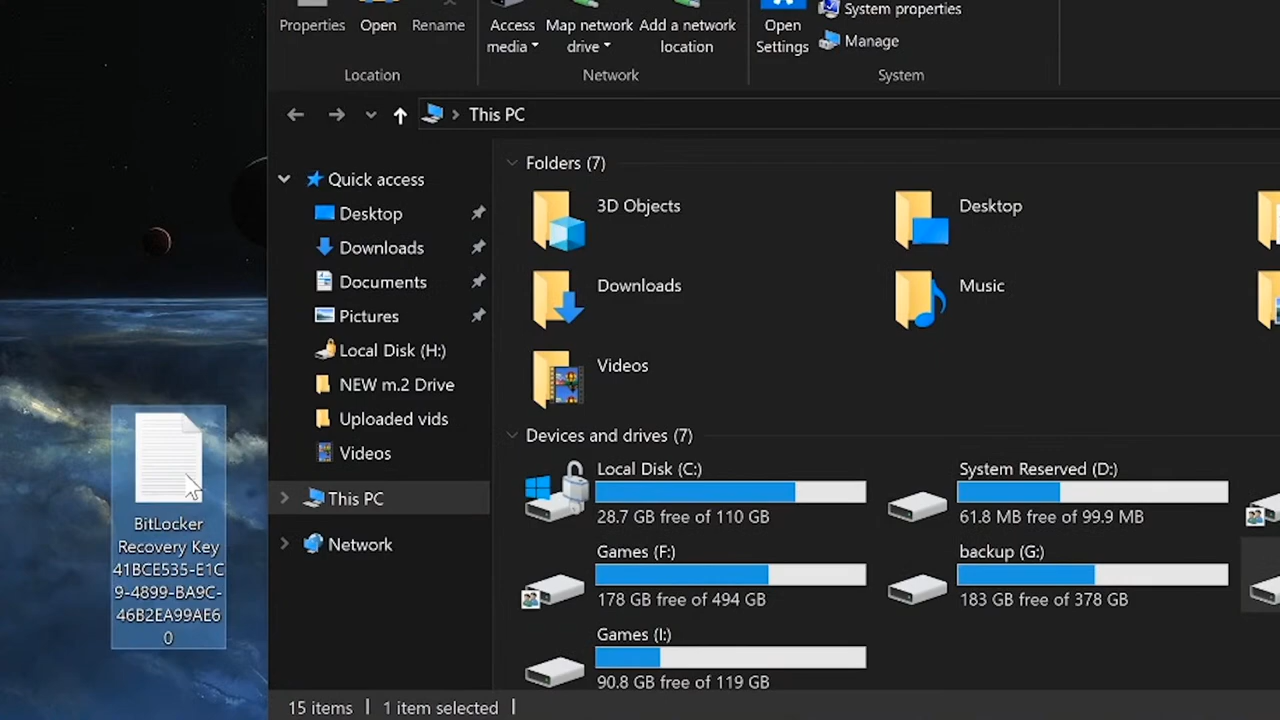 Properties
Open
Rename
Access
media
Map network
drive
Add a network
location
Open
Settings
System properties
Manage
Location
Network
System
This PC
Quick access
Desktop
Downloads
Documents
Pictures
Local Disk (H:)
NEW m.2 Drive
Uploaded vids
Videos
This PC
Network
Folders (7)
3D Objects
Desktop
Downloads
Music
Videos
Devices and drives (7)
Local Disk (C:)
28.7 GB free of 110 GB
System Reserved (D:)
61.8 MB free of 99.9 MB
Games (F:)
178 GB free of 494 GB
backup (G:)
183 GB free of 378 GB
Games (I:)
90.8 GB free of 119 GB
BitLocker
Recovery Key
41BCE535-E1C
9-4899-BA9C-
46B2EA99AE6
0
15 items
1 item selected